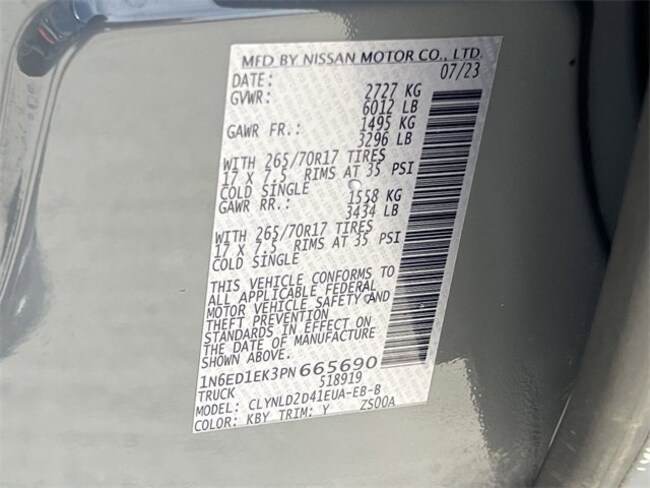 MFD BY NISSAN MOTOR CO., LTD.
DATE: 07/23
GVWR: 2727 KG
6012 LB
GAWR FR.: 1495 KG
3296 LB
WITH 265/70R17 TIRES
17 X 7.5 RIMS AT 35 PSI
COLD SINGLE
GAWR RR.: 1558 KG
3434 LB
WITH 265/70R17 TIRES
17 X 7.5 RIMS AT 35 PSI
COLD SINGLE
THIS VEHICLE CONFORMS TO
ALL APPLICABLE FEDERAL
MOTOR VEHICLE SAFETY AND
THEFT PREVENTION
STANDARDS IN EFFECT ON
THE DATE OF MANUFACTURE
SHOWN ABOVE.
1N6ED1EK3PN665690
TRUCK 518919
MODEL: CLYNLD2D41EUA-EB-B
COLOR: KBY TRIM: Y ZS00A